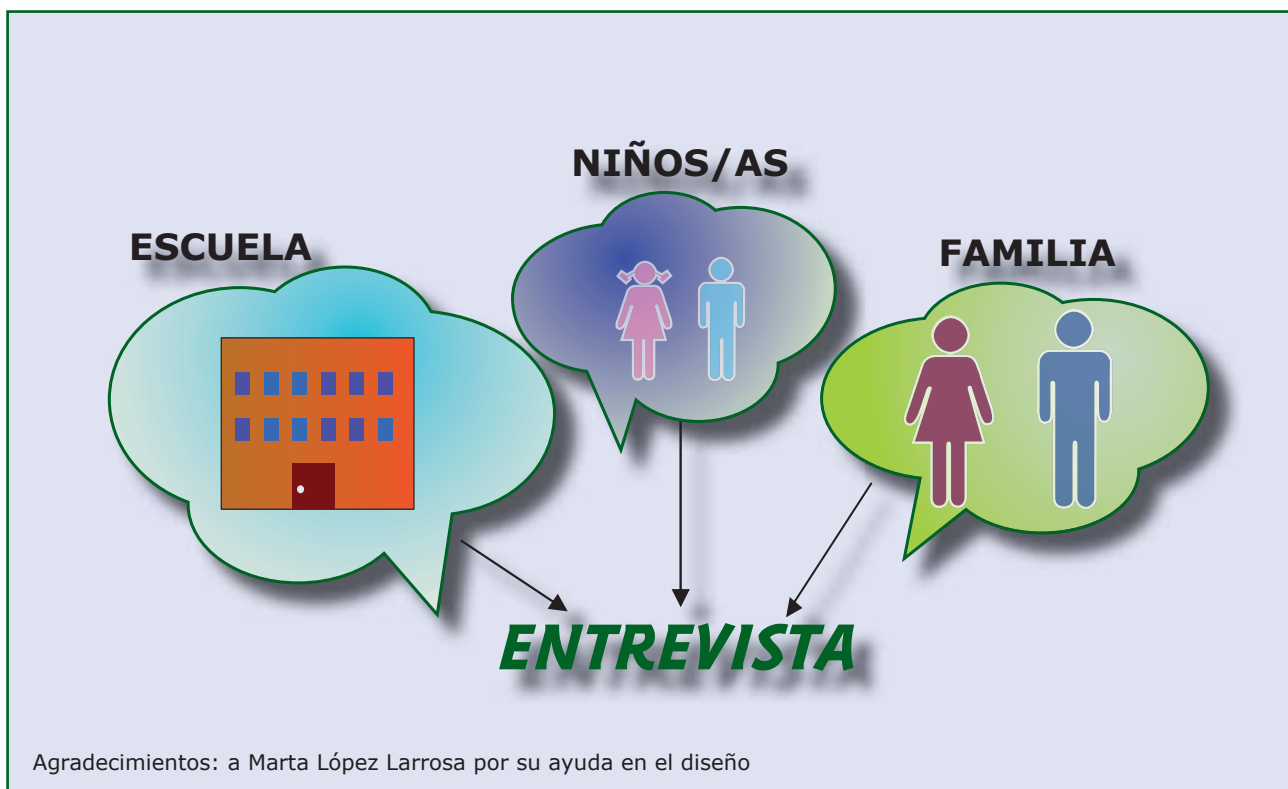 NIÑOS/AS
ESCUELA
FAMILIA
ENTREVISTA
Agradecimientos: a Marta López Larrosa por su ayuda en el diseño